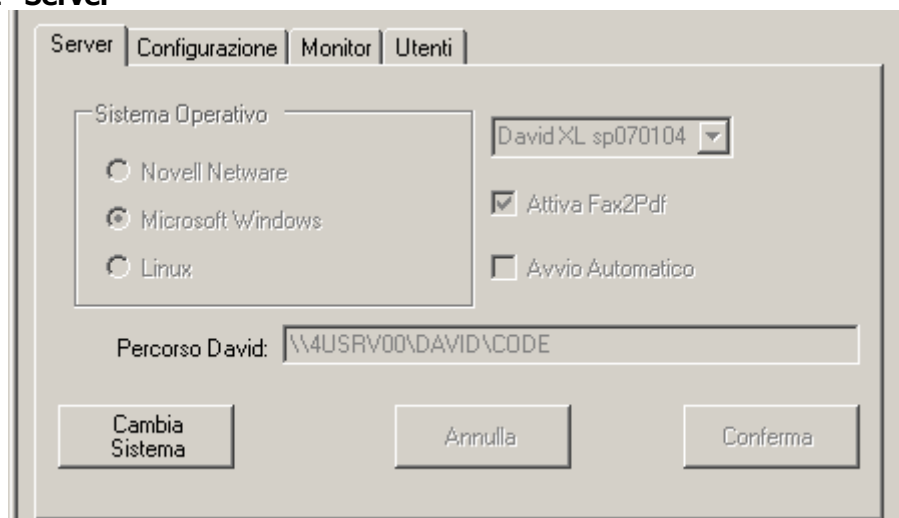 Server
Server Configurazione Monitor Utenti
Sistema Operativo
David XL sp070104
Novell Netware
Attiva Fax2Pdf
Microsoft Windows
Linux
Avvio Automatico
Percorso David: \\4USRV00\DAVID\CODE
Cambia
Sistema
Annulla
Conferma